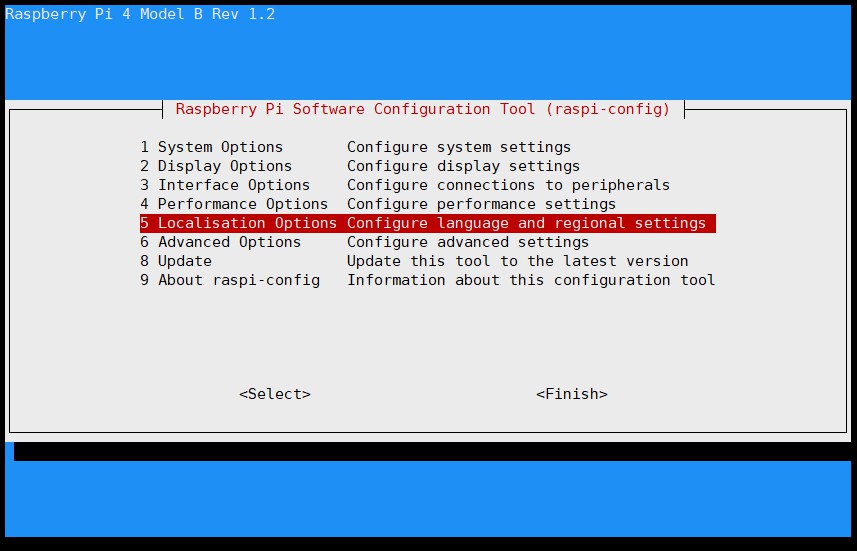 Raspberry Pi 4 Model B Rev 1.2
Raspberry Pi Software Configuration Tool (raspi-config)
1 System Options Configure system settings
2 Display Options Configure display settings
3 Interface Options Configure connections to peripherals
4 Performance Options Configure performance settings
5 Localisation Options Configure language and regional settings
6 Advanced Options Configure advanced settings
8 Update Update this tool to the latest version
9 About raspi-config Information about this configuration tool
<Select> <Finish>